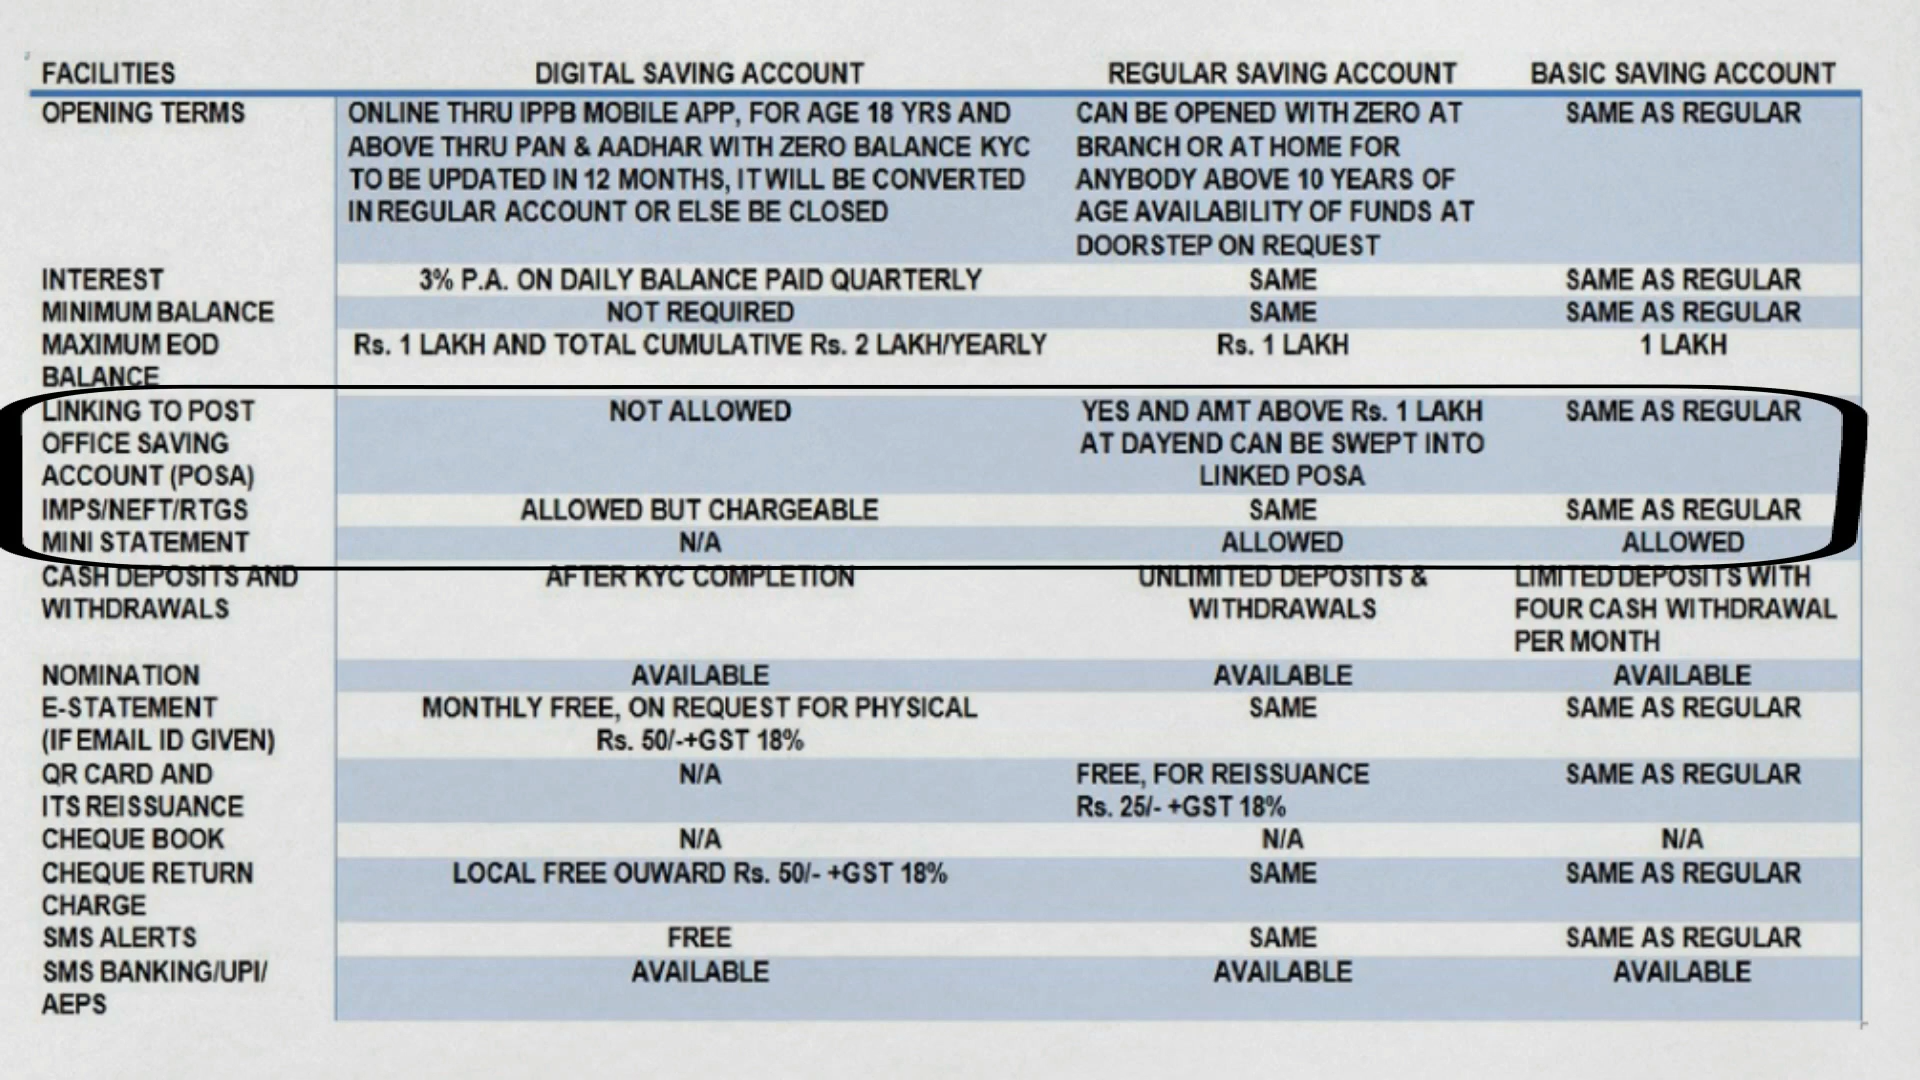 FACILITIES DIGITAL SAVING ACCOUNT REGULAR SAVING ACCOUNT BASIC SAVING ACCOUNT
OPENING TERMS ONLINE THRU IPPB MOBILE APP, FOR AGE 18 YRS AND CAN BE OPENED WITH ZERO AT SAME AS REGULAR
ABOVE THRU PAN & AADHAR WITH ZERO BALANCE KYC BRANCH OR AT HOME FOR
TO BE UPDATED IN 12 MONTHS, IT WILL BE CONVERTED ANYBODY ABOVE 10 YEARS OF
IN REGULAR ACCOUNT OR ELSE BE CLOSED AGE AVAILABILITY OF FUNDS AT
DOORSTEP ON REQUEST
INTEREST 3% P.A. ON DAILY BALANCE PAID QUARTERLY SAME SAME AS REGULAR
MINIMUM BALANCE NOT REQUIRED SAME SAME AS REGULAR
MAXIMUM EOD Rs. 1 LAKH AND TOTAL CUMULATIVE Rs. 2 LAKH/YEARLY Rs. 1 LAKH 1 LAKH
BALANCE
LINKING TO POST NOT ALLOWED YES AND AMT ABOVE Rs. 1 LAKH SAME AS REGULAR
OFFICE SAVING AT DAYEND CAN BE SWEPT INTO
ACCOUNT (POSA) LINKED POSA
IMPS/NEFT/RTGS ALLOWED BUT CHARGEABLE SAME SAME AS REGULAR
MINI STATEMENT N/A ALLOWED ALLOWED
CASH DEPOSITS AND AFTER KYC COMPLETION UNLIMITED DEPOSITS & LIMITED DEPOSITS WITH
WITHDRAWALS WITHDRAWALS FOUR CASH WITHDRAWAL
PER MONTH
NOMINATION AVAILABLE AVAILABLE AVAILABLE
E-STATEMENT MONTHLY FREE, ON REQUEST FOR PHYSICAL SAME SAME AS REGULAR
(IF EMAIL ID GIVEN) Rs. 50/-+GST 18%
QR CARD AND N/A FREE, FOR REISSUANCE SAME AS REGULAR
ITS REISSUANCE Rs. 25/- +GST 18%
CHEQUE BOOK N/A N/A N/A
CHEQUE RETURN LOCAL FREE OUWARD Rs. 50/- +GST 18% SAME SAME AS REGULAR
CHARGE
SMS ALERTS FREE SAME SAME AS REGULAR
SMS BANKING/UPI/ AVAILABLE AVAILABLE AVAILABLE
AEPS